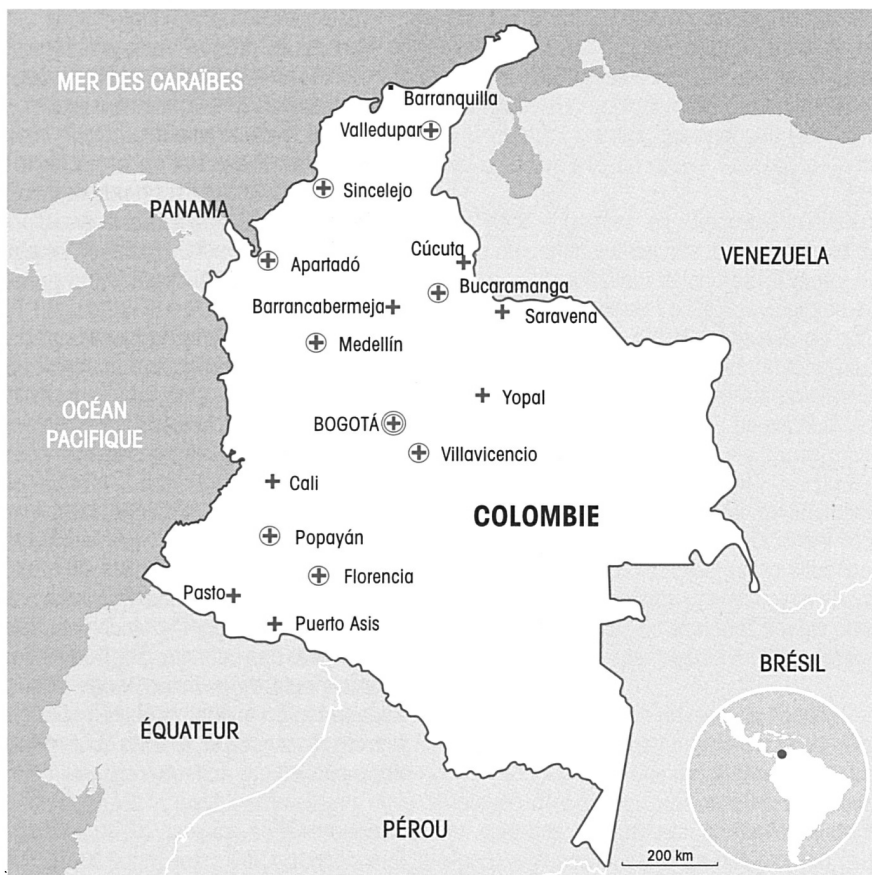 MER DES CARAÏBES
Barranquilla
Valledupar
Sincelejo
PANAMA
Cúcuta
VENEZUELA
Apartadó
Bucaramanga
Barrancabermeja
Saravena
Medellín
Yopal
OCÉAN
PACIFIQUE
BOGOTÁ
Villavicencio
Cali
COLOMBIE
Popayán
Florencia
Pasto
Puerto Asis
BRÉSIL
ÉQUATEUR
PÉROU
200 km